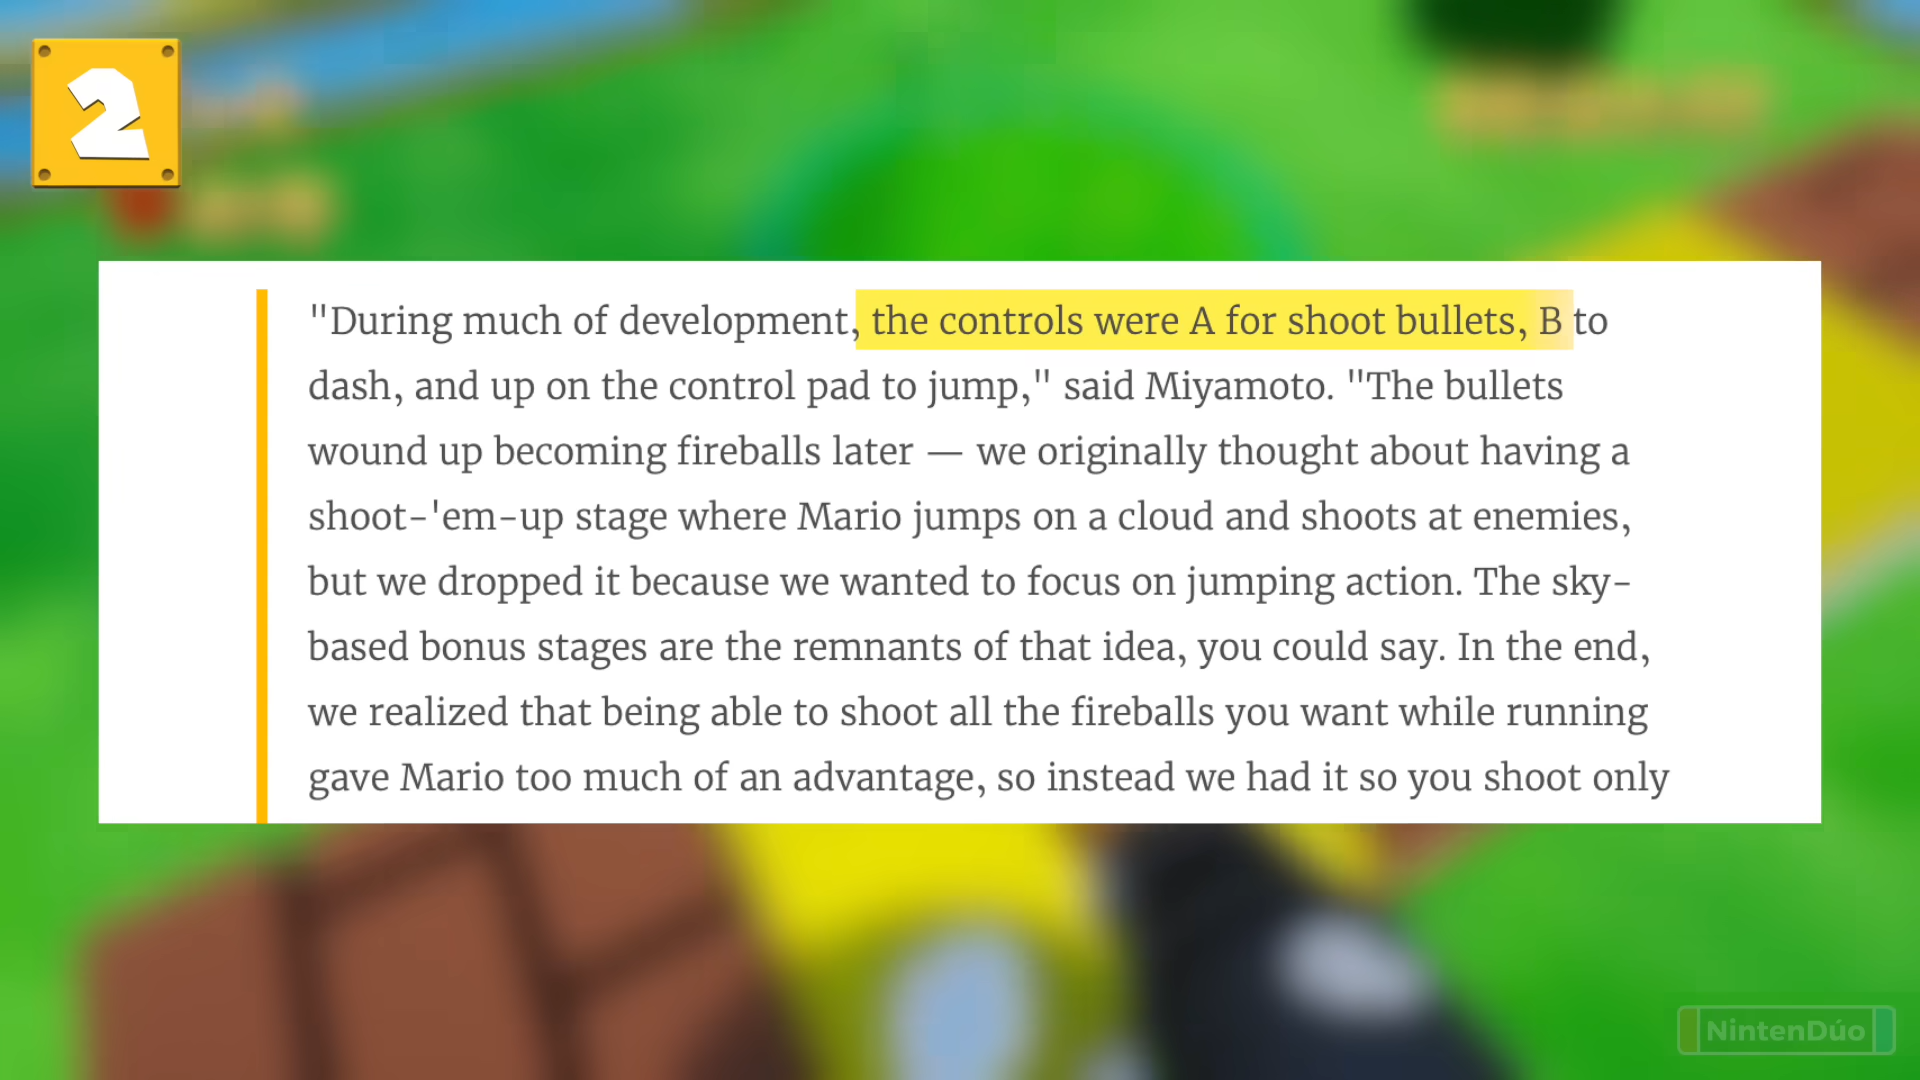 2
"During much of development, the controls were A for shoot bullets, B to
dash, and up on the control pad to jump," said Miyamoto. "The bullets
wound up becoming fireballs later — we originally thought about having a
shoot-'em-up stage where Mario jumps on a cloud and shoots at enemies,
but we dropped it because we wanted to focus on jumping action. The sky-
based bonus stages are the remnants of that idea, you could say. In the end,
we realized that being able to shoot all the fireballs you want while running
gave Mario too much of an advantage, so instead we had it so you shoot only
NintenDúo